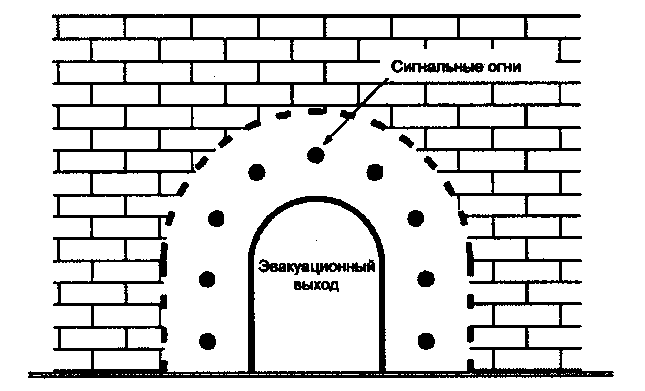 Сигнальные огни
Эвакуационный
выход